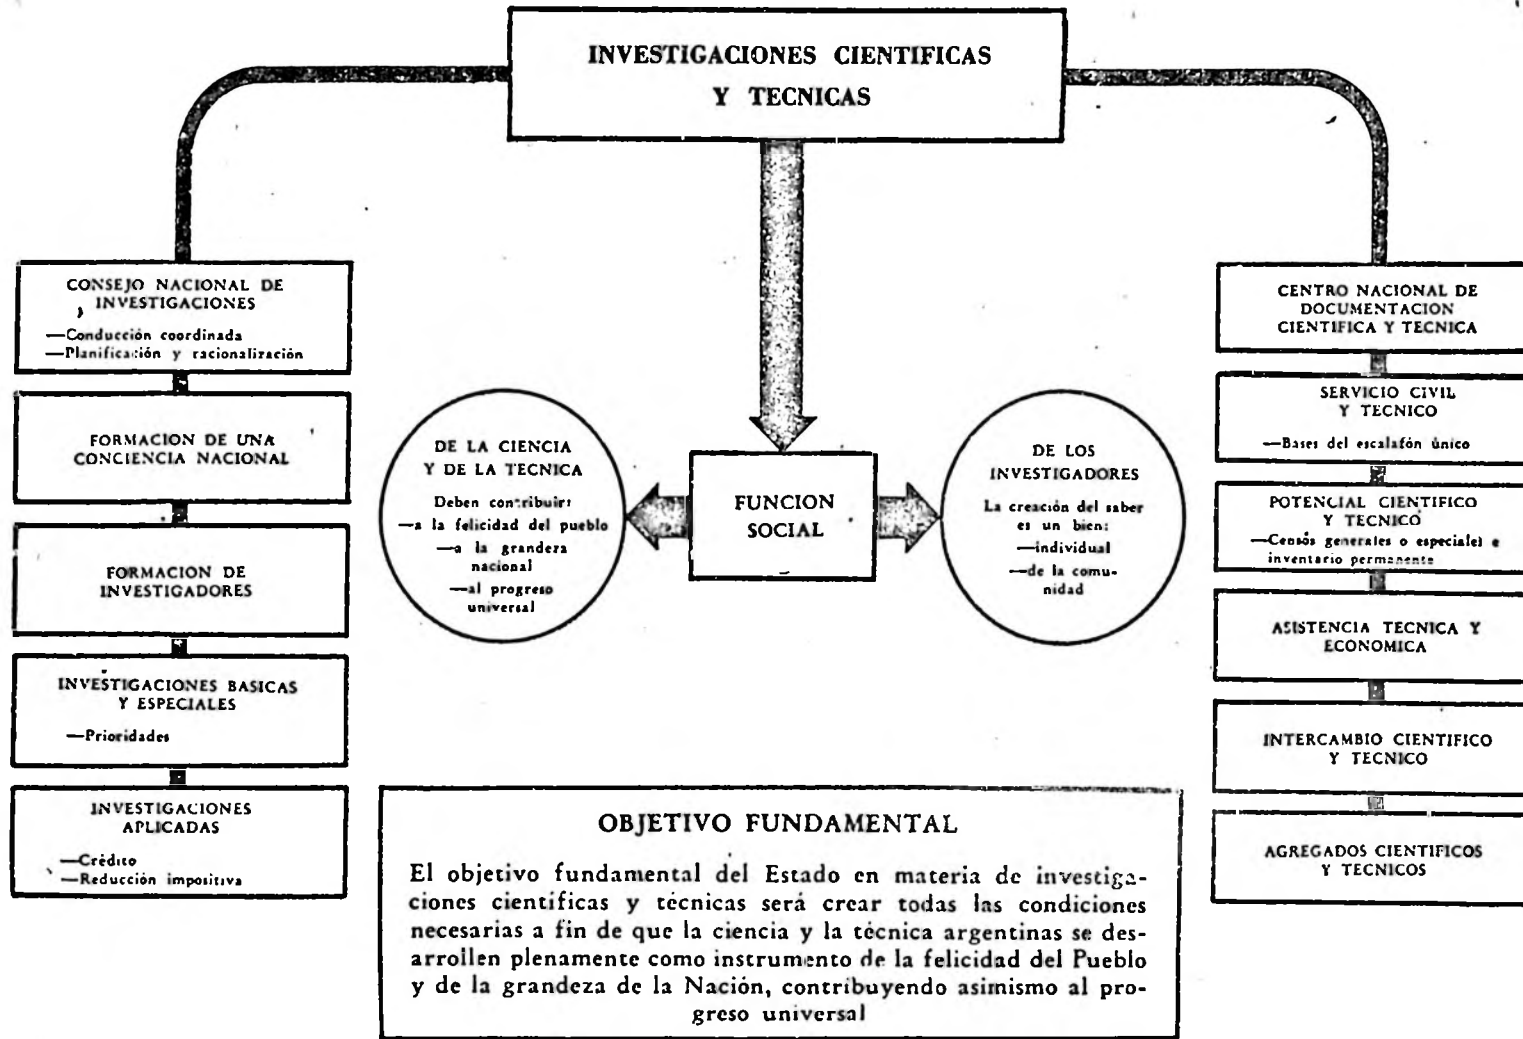 INVESTIGACIONES CIENTIFICAS
Y TECNICAS
CONSEJO NACIONAL DE
INVESTIGACIONES
—Conducción coordinada
—Planificación y racionalización
FORMACION DE UNA
CONCIENCIA NACIONAL
FORMACION DE
INVESTIGADORES
INVESTIGACIONES BASICAS
Y ESPECIALES
—Prioridades
INVESTIGACIONES
APLICADAS
—Crédito
—Reducción impositiva
DE LA CIENCIA
Y DE LA TECNICA
Deben contribuir:
—a la felicidad del pueblo
—a la grandera
nacional
—al progreso
universal
FUNCION
SOCIAL
DE LOS
INVESTIGADORES
La creación del saber
es un bien:
—individual
—de la comu-
nidad
CENTRO NACIONAL DE
DOCUMENTACION
CIENTIFICA Y TECNICA
SERVICIO CIVIL
Y TECNICO
—Bases del escalafón único
POTENCIAL CIENTIFICO
Y TECNICO
—Censos generales o especiales e
inventario permanente
ASISTENCIA TECNICA Y
ECONOMICA
INTERCAMBIO CIENTIFICO
Y TECNICO
AGREGADOS CIENTIFICOS
Y TECNICOS
OBJETIVO FUNDAMENTAL
El objetivo fundamental del Estado en materia de investiga-
ciones científicas y técnicas será crear todas las condiciones
necesarias a fin de que la ciencia y la técnica argentinas se des-
arrollen plenamente como instrumento de la felicidad del Pueblo
y de la grandeza de la Nación, contribuyendo asimismo al pro-
greso universal